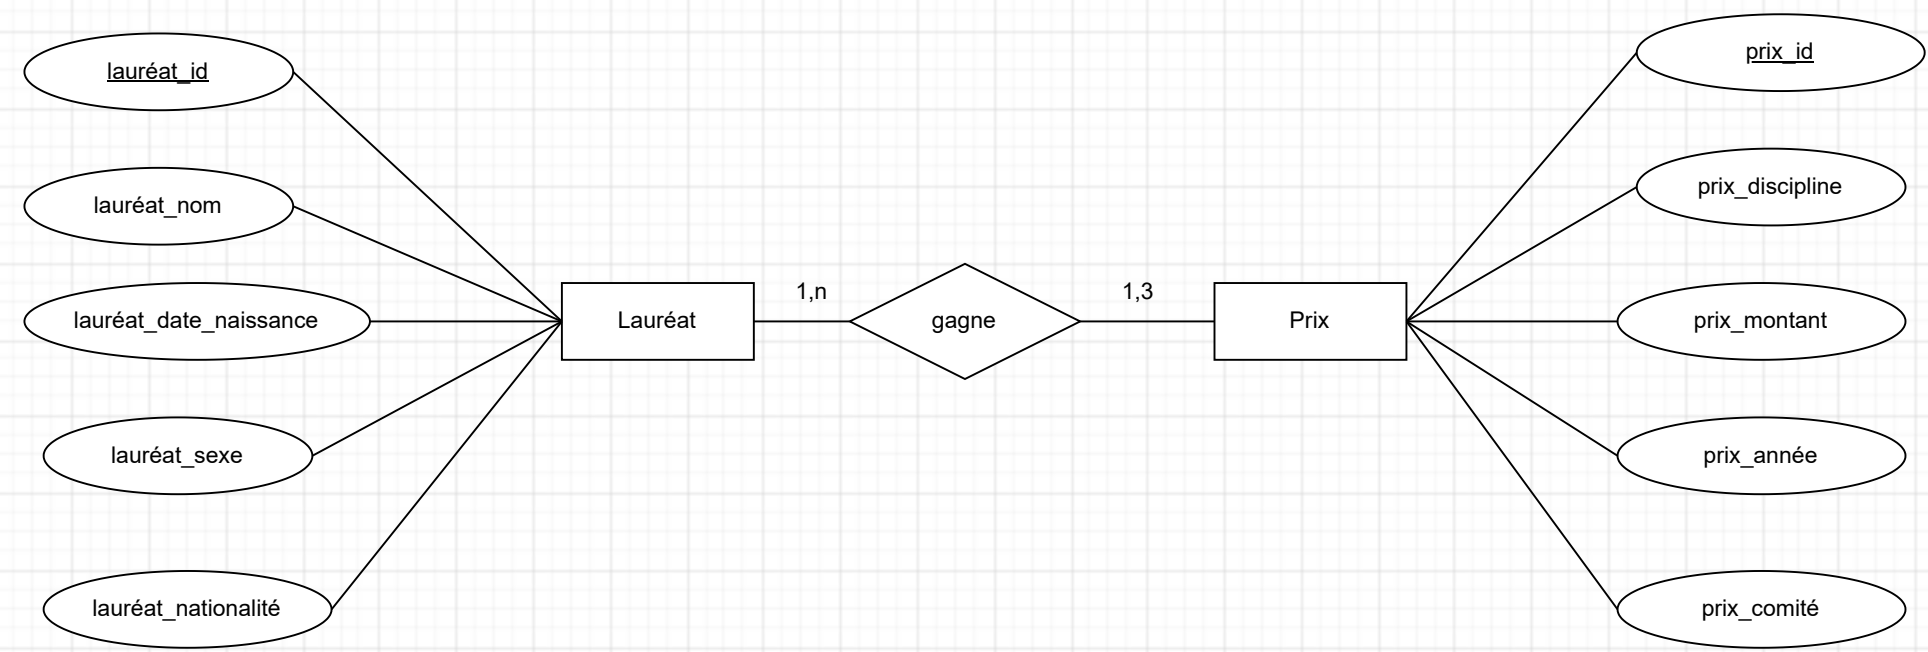 lauréat_id
lauréat_nom
lauréat_date_naissance
lauréat_sexe
lauréat_nationalité
Lauréat
1,n
gagne
1,3
Prix
prix_id
prix_discipline
prix_montant
prix_année
prix_comité